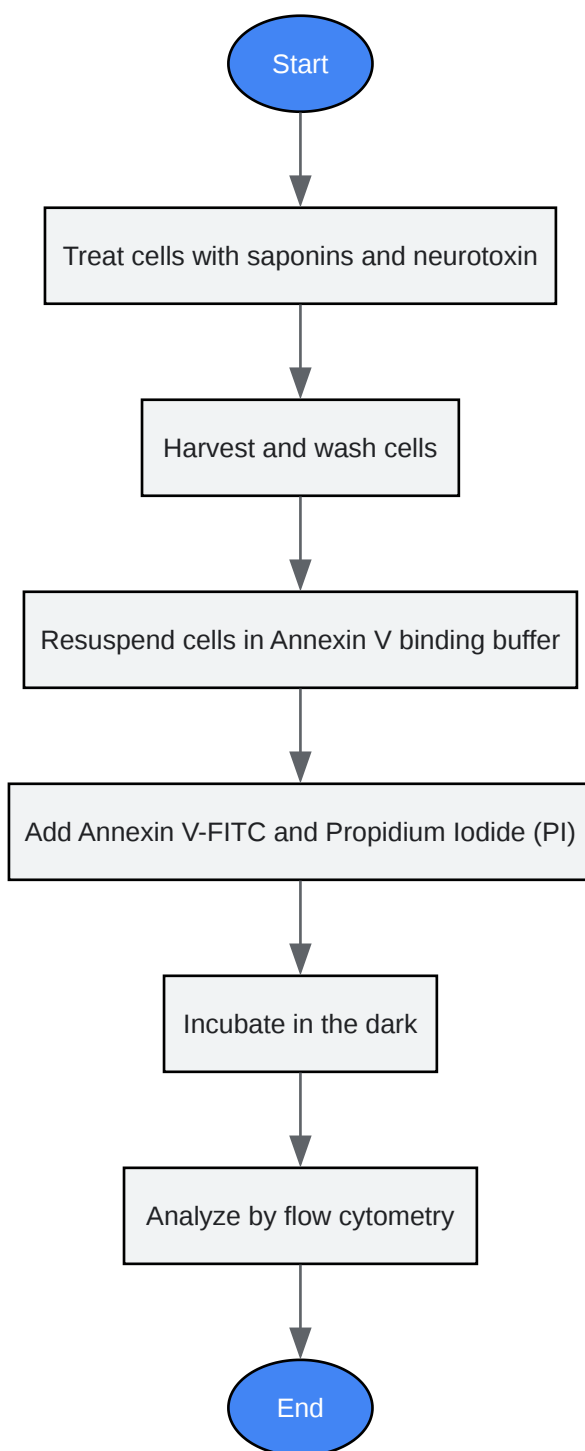 Start
Treat cells with saponins and neurotoxin
Harvest and wash cells
Resuspend cells in Annexin V binding buffer
Add Annexin V-FITC and Propidium Iodide (PI)
Incubate in the dark
Analyze by flow cytometry
End